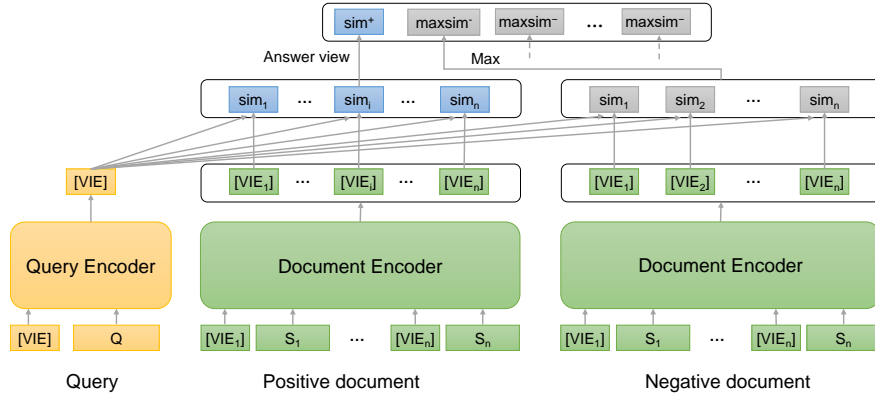 sim⁺ maxsim⁻ maxsim⁻ ... maxsim⁻
Answer view Max
sim₁ ... simᵢ ... simₙ sim₁ sim₂ ... simₙ
[VIE] [VIE₁] ... [VIEᵢ] ... [VIEₙ] [VIE₁] [VIE₂] ... [VIEₙ]
Query Encoder Document Encoder Document Encoder
[VIE] Q [VIE₁] S₁ ... [VIEₙ] Sₙ [VIE₁] S₁ ... [VIEₙ] Sₙ
Query Positive document Negative document